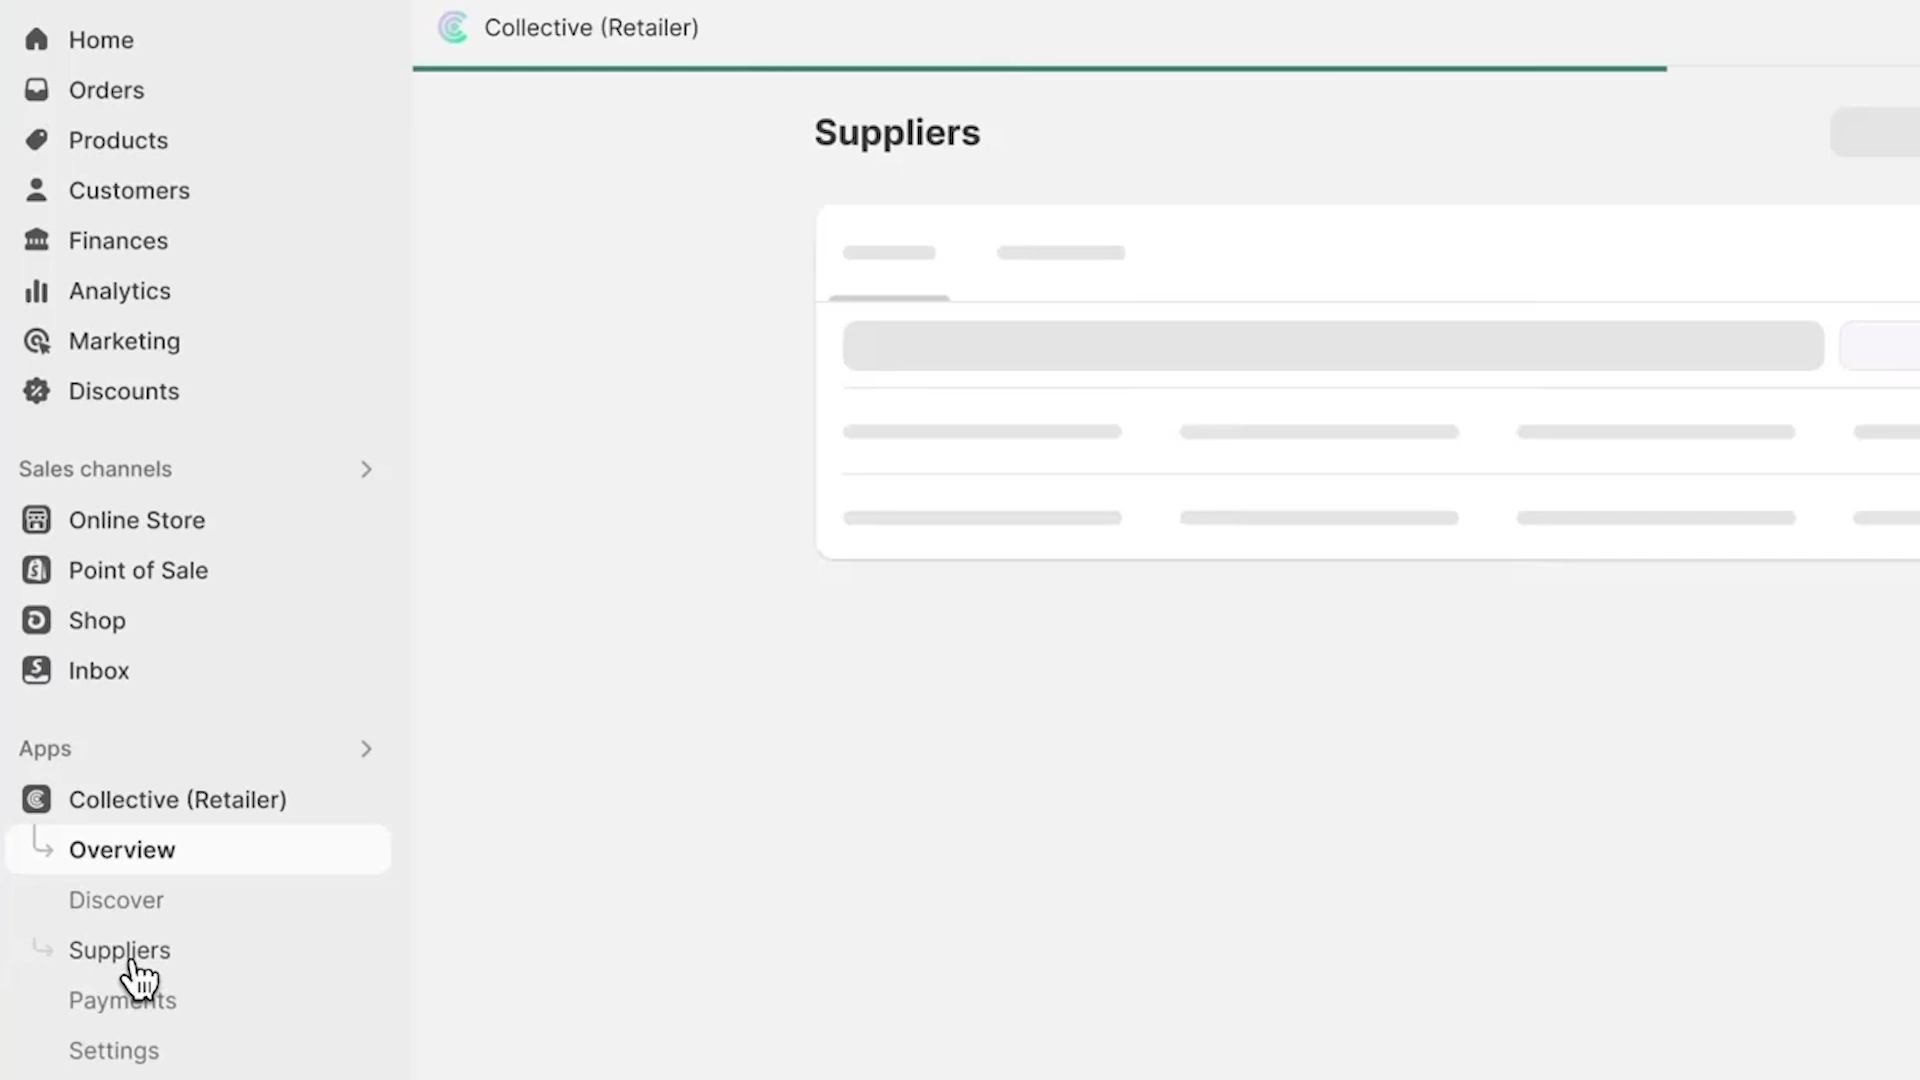 Home
Orders
Products
Customers
Finances
Analytics
Marketing
Discounts
Sales channels
Online Store
Point of Sale
Shop
Inbox
Apps
Collective (Retailer)
Overview
Discover
Suppliers
Payments
Settings
Collective (Retailer)
Suppliers